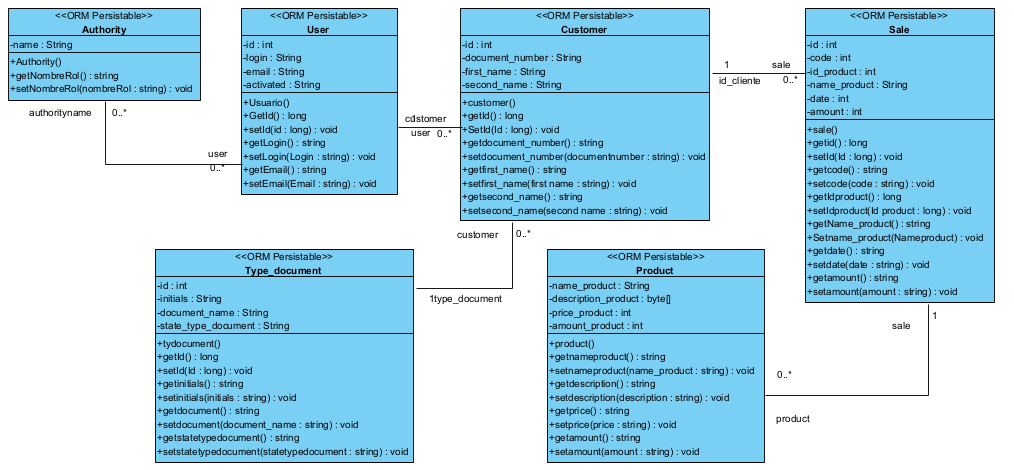 <<ORM Persistable>>
Authority
-name : String
+Authority()
+getNombreRol() : string
+setNombreRol(nombreRol : string) : void
<<ORM Persistable>>
User
-id : int
-login : String
-email : String
-activated : String
+Usuario()
+GetId() : long
+setId(id : long) : void
+getLogin() : string
+setLogin(Login : string) : void
+getEmail() : string
+setEmail(Email : string) : void
<<ORM Persistable>>
Customer
-id : int
-document_number : String
-first_name : String
-second_name : String
+customer()
+getId() : long
+SetId(Id : long) : void
+getdocument_number() : string
+setdocument_number(documentnumber : string) : void
+getfirst_name() : string
+setfirst_name(first name : string) : void
+getsecond_name() : string
+setsecond_name(second name : string) : void
<<ORM Persistable>>
Sale
-id : int
-code : int
-id_product : int
-name_product : String
-date : int
-amount : int
+sale()
+getid() : long
+setId(Id : long) : void
+getcode() : string
+setcode(code : string) : void
+getIdproduct() : long
+setIdproduct(Id product : long) : void
+getName_product() : string
+Setname_product(Nameproduct) : void
+getdate() : string
+setdate(date : string) : void
+getamount() : string
+setamount(amount : string) : void
authorityname
0..*
user
0..*
customer
user
0..*
1
sale
id_cliente
0..*
customer
0..*
1
type_document
1
sale
0..*
product
<<ORM Persistable>>
Type_document
-id : int
-initials : String
-document_name : String
-state_type_document : String
+tydocument()
+getId() : long
+setId(Id : long) : void
+getinitials() : string
+setinitials(initials : string) : void
+getdocument() : string
+setdocument(document_name : string) : void
+getstatetypedocument() : string
+setstatetypedocument(statetypedocument : string) : void
<<ORM Persistable>>
Product
-name_product : String
-description_product : byte[]
-price_product : int
-amount_product : int
+product()
+getnameproduct() : string
+setnameproduct(name_product : string) : void
+getdescription() : string
+setdescription(description : string) : void
+getprice() : string
+setprice(price : string) : void
+getamount() : string
+setamount(amount : string) : void